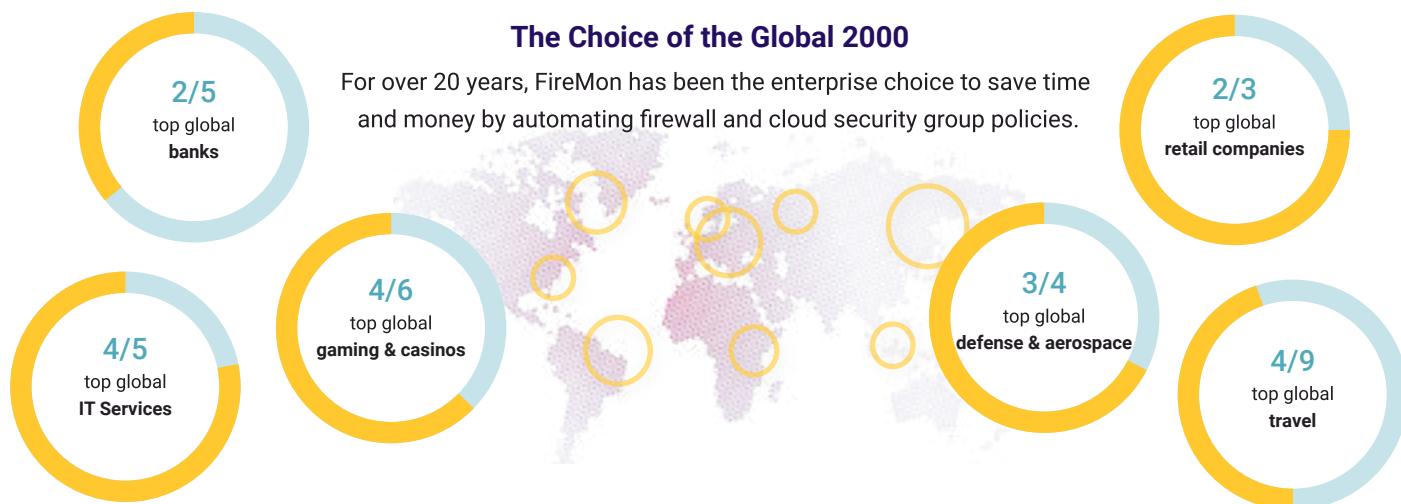 The Choice of the Global 2000
For over 20 years, FireMon has been the enterprise choice to save time
and money by automating firewall and cloud security group policies.
2/5
top global
banks
2/3
top global
retail companies
4/6
top global
gaming & casinos
3/4
top global
defense & aerospace
4/5
top global
IT Services
4/9
top global
travel